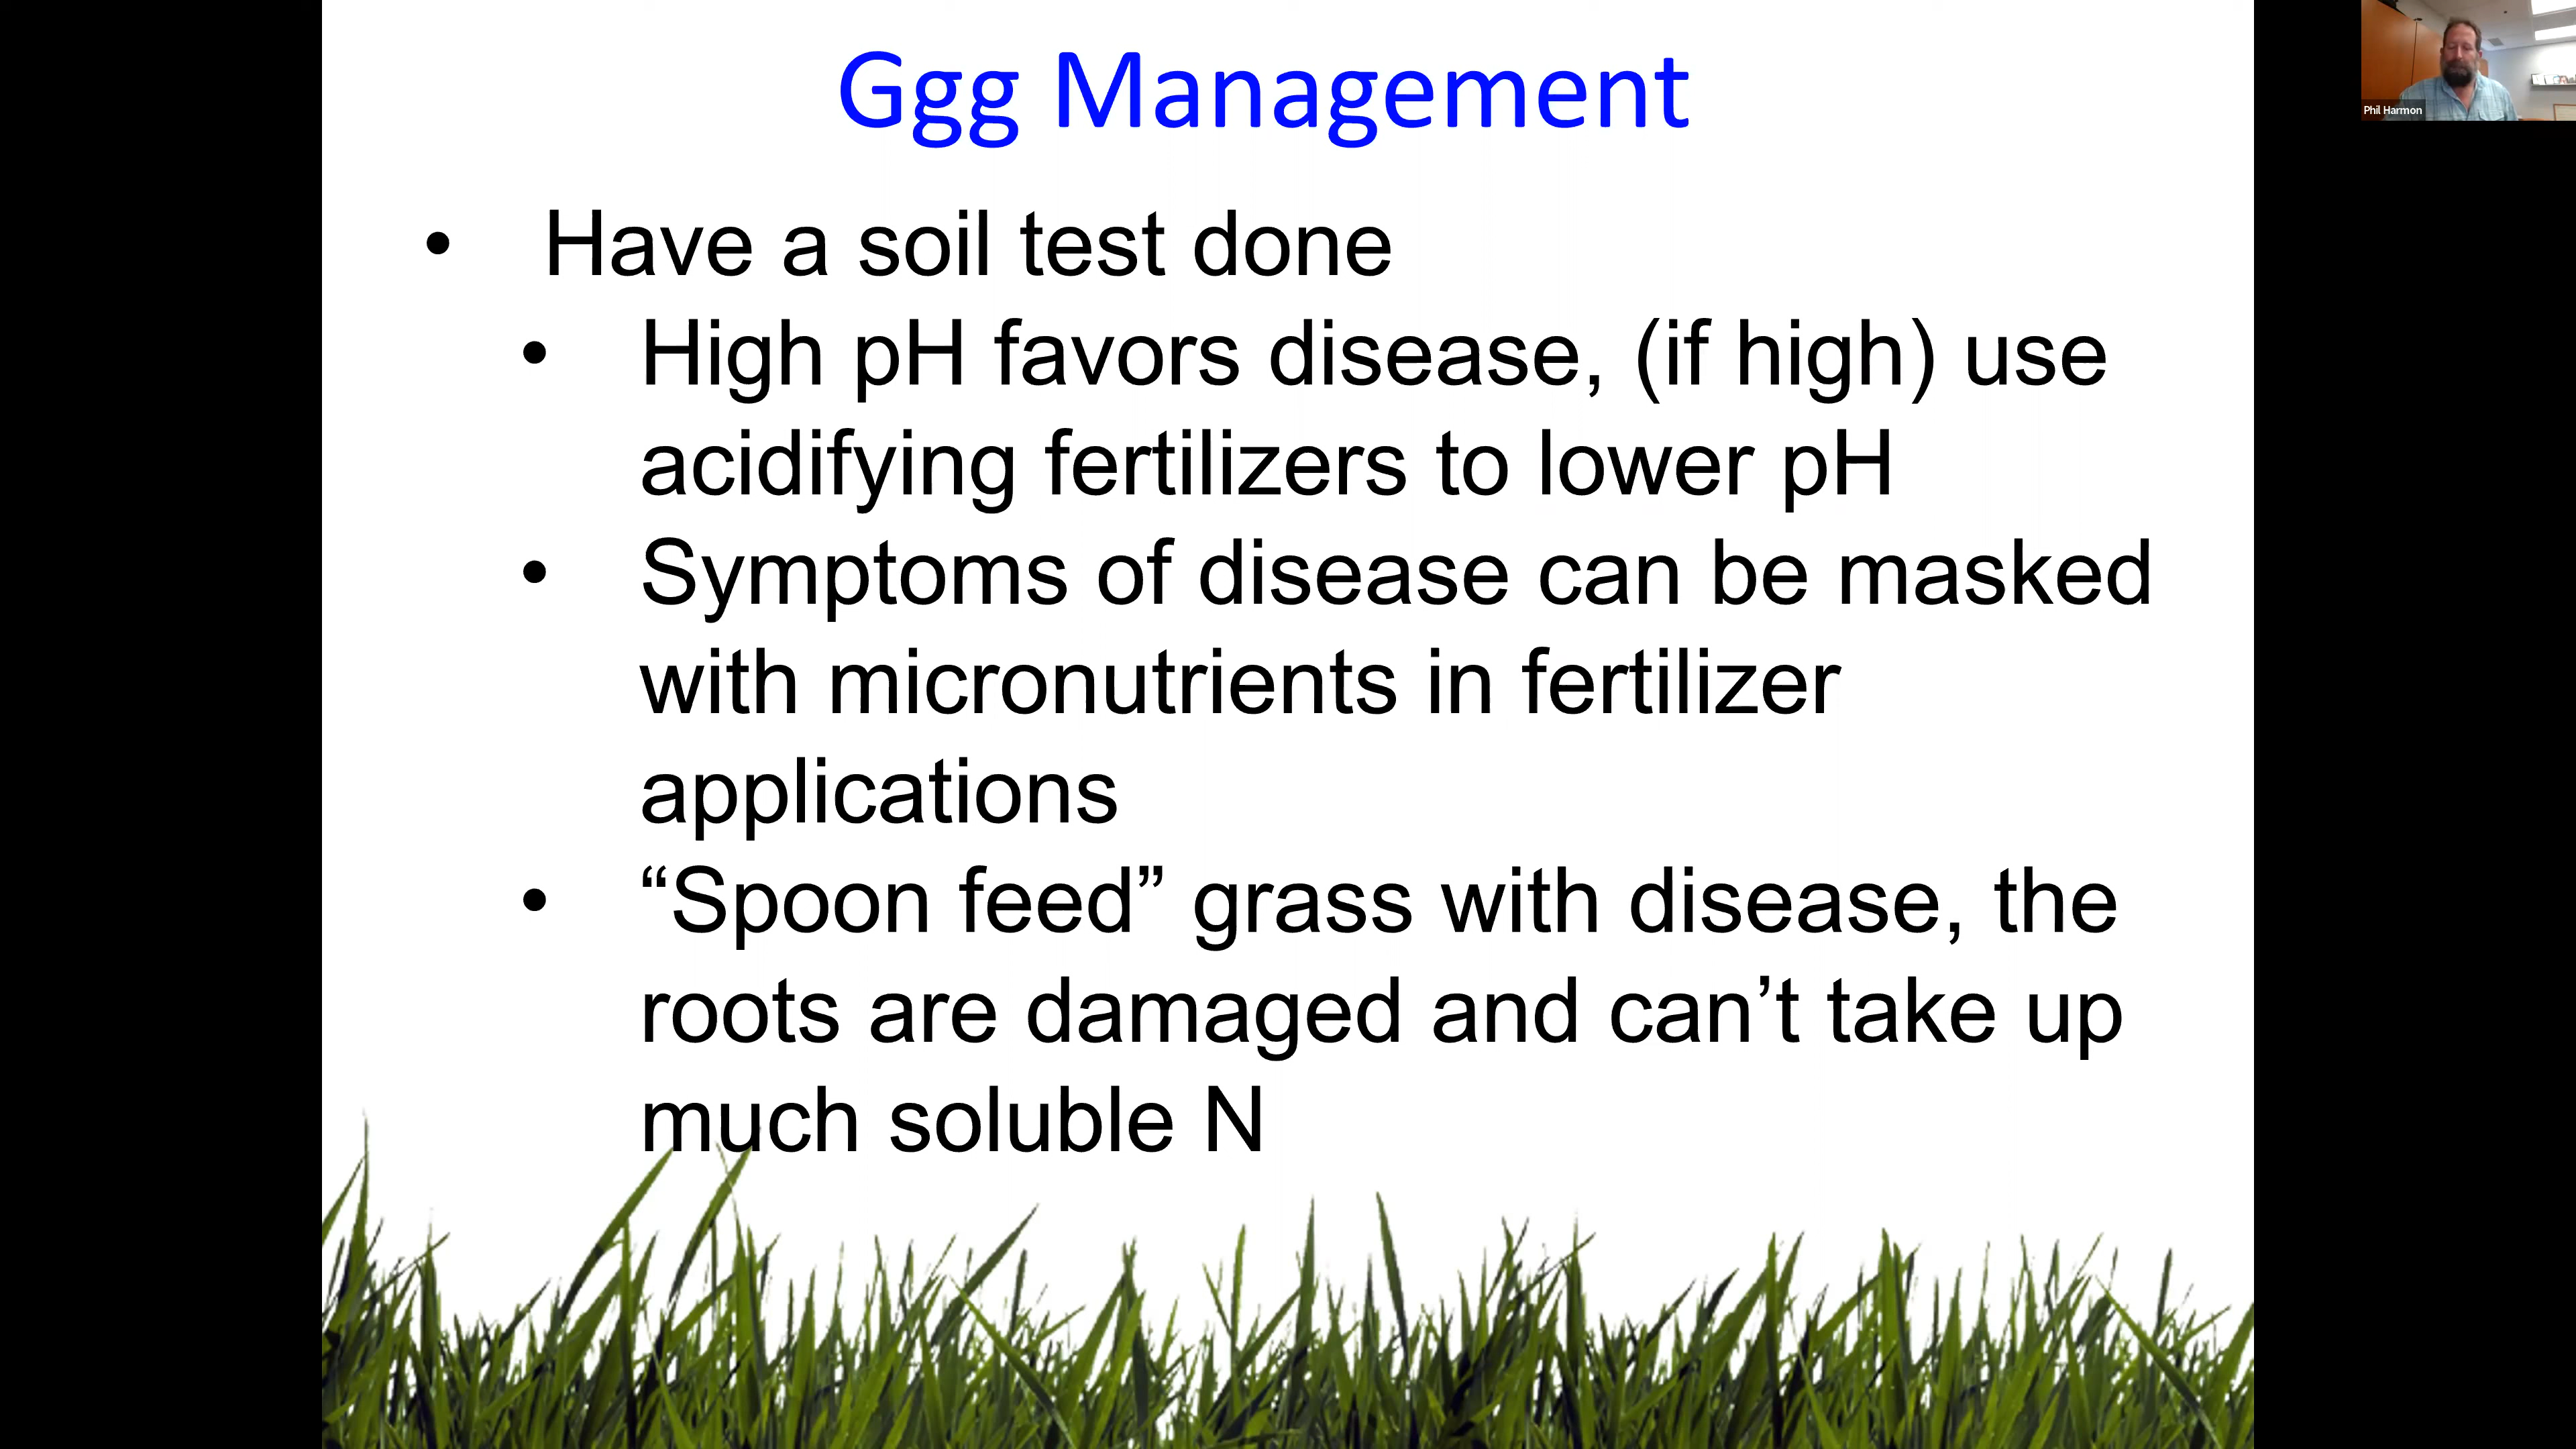 Ggg Management
• Have a soil test done
• High pH favors disease, (if high) use
acidifying fertilizers to lower pH
• Symptoms of disease can be masked
with micronutrients in fertilizer
applications
• “Spoon feed” grass with disease, the
roots are damaged and can’t take up
much soluble N
Phil Harmon